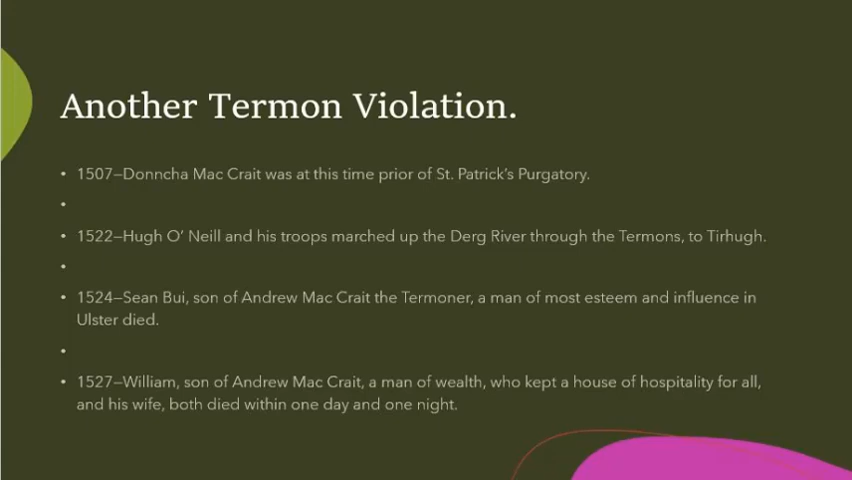 Another Termon Violation.
• 1507–Donncha Mac Crait was at this time prior of St. Patrick's Purgatory.
•
• 1522–Hugh O' Neill and his troops marched up the Derg River through the Termons, to Tirhugh.
•
• 1524–Sean Bui, son of Andrew Mac Crait the Termoner, a man of most esteem and influence in
Ulster died.
•
• 1527–William, son of Andrew Mac Crait, a man of wealth, who kept a house of hospitality for all,
and his wife, both died within one day and one night.